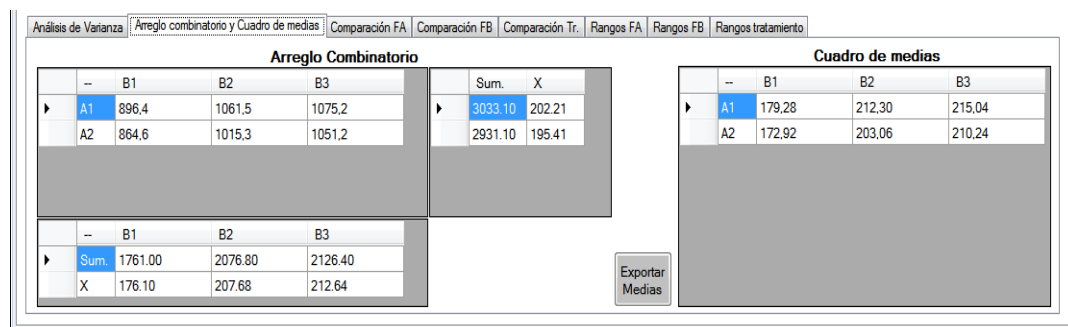 Análisis de Varianza Arreglo combinatorio y Cuadro de medias Comparación FA Comparación FB Comparación Tr. Rangos FA Rangos FB Rangos tratamiento
Arreglo Combinatorio
-- B1 B2 B3
A1 896,4 1061,5 1075,2
A2 864,6 1015,3 1051,2
Sum. X
3033.10 202.21
2931.10 195.41
Cuadro de medias
-- B1 B2 B3
A1 179,28 212,30 215,04
A2 172,92 203,06 210,24
-- B1 B2 B3
Sum. 1761.00 2076.80 2126.40
X 176.10 207.68 212.64
Exportar
Medias